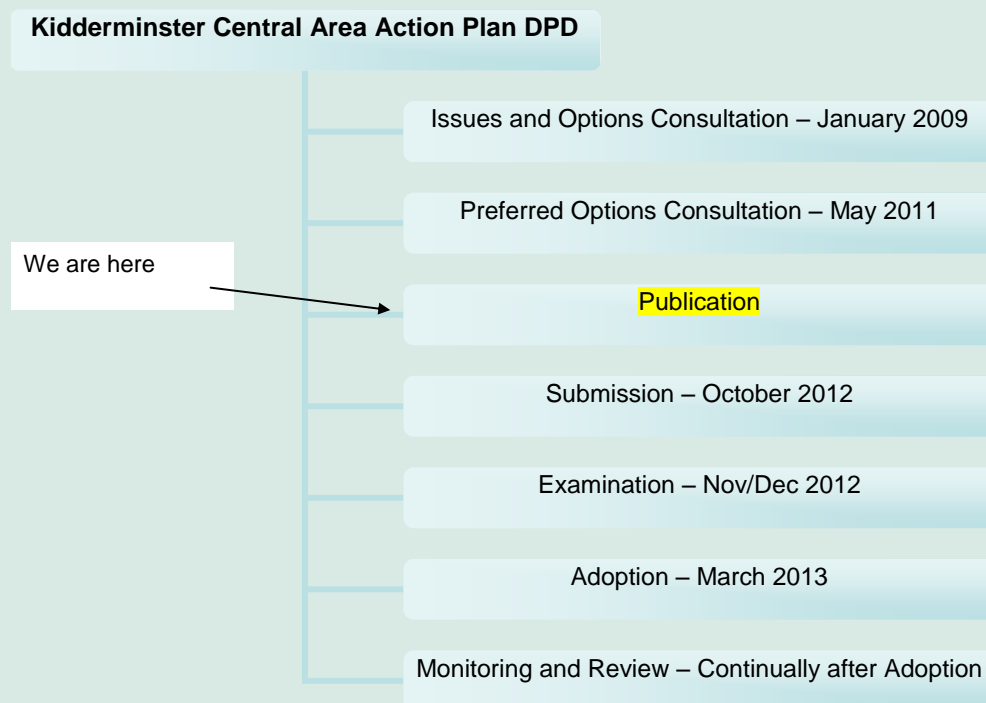 Kidderminster Central Area Action Plan DPD
Issues and Options Consultation – January 2009
Preferred Options Consultation – May 2011
We are here
Publication
Submission – October 2012
Examination – Nov/Dec 2012
Adoption – March 2013
Monitoring and Review – Continually after Adoption